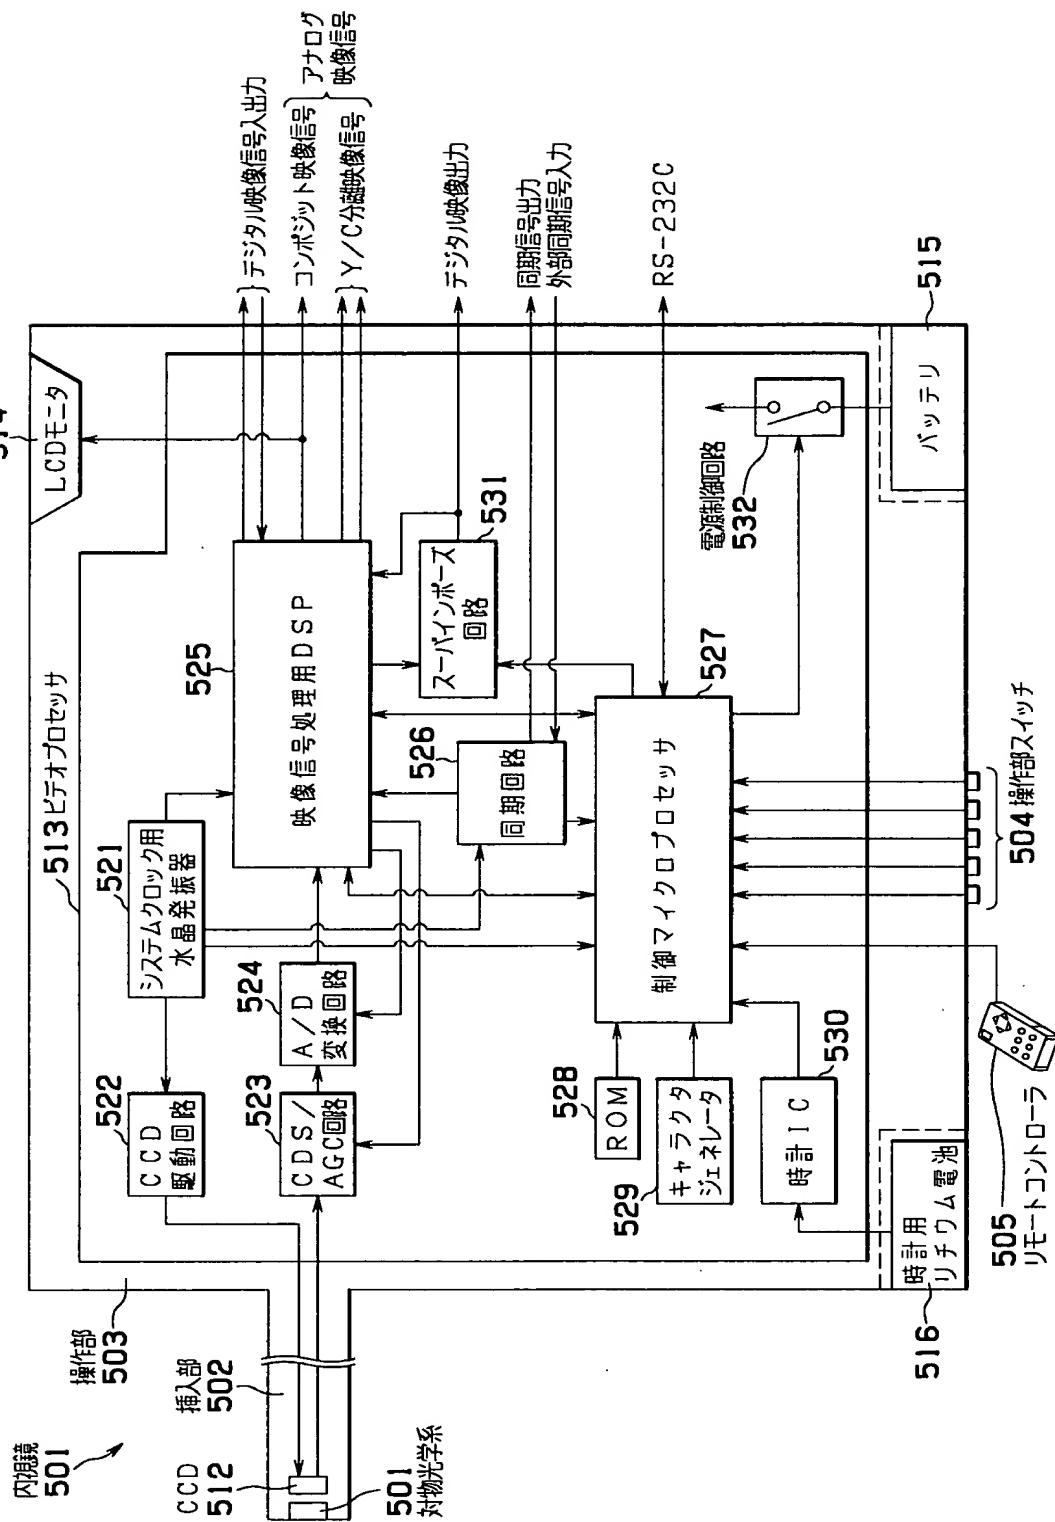 内視鏡
501
操作部
503
挿入部
502
CCD
512
501
対物光学系
513 ビデオプロセッサ
LCDモニタ
521
システムクロック用
水晶発振器
522
CCD
駆動回路
523
CDS/
AGC回路
524
A/D
変換回路
525
映像信号処理用DSP
526
同期回路
スーパインポーズ
回路
531
527
制御マイクロプロセッサ
528
ROM
529
キャラクタ
ジェネレータ
530
時計IC
電源制御回路
532
バッテリ
515
時計用
リチウム電池
516
505
リモートコントローラ
504 操作部スイッチ
デジタル映像信号入出力
コンポジット映像信号
Y/C分離映像信号
アナログ
映像信号
デジタル映像出力
同期信号出力
外部同期信号入力
RS-232C